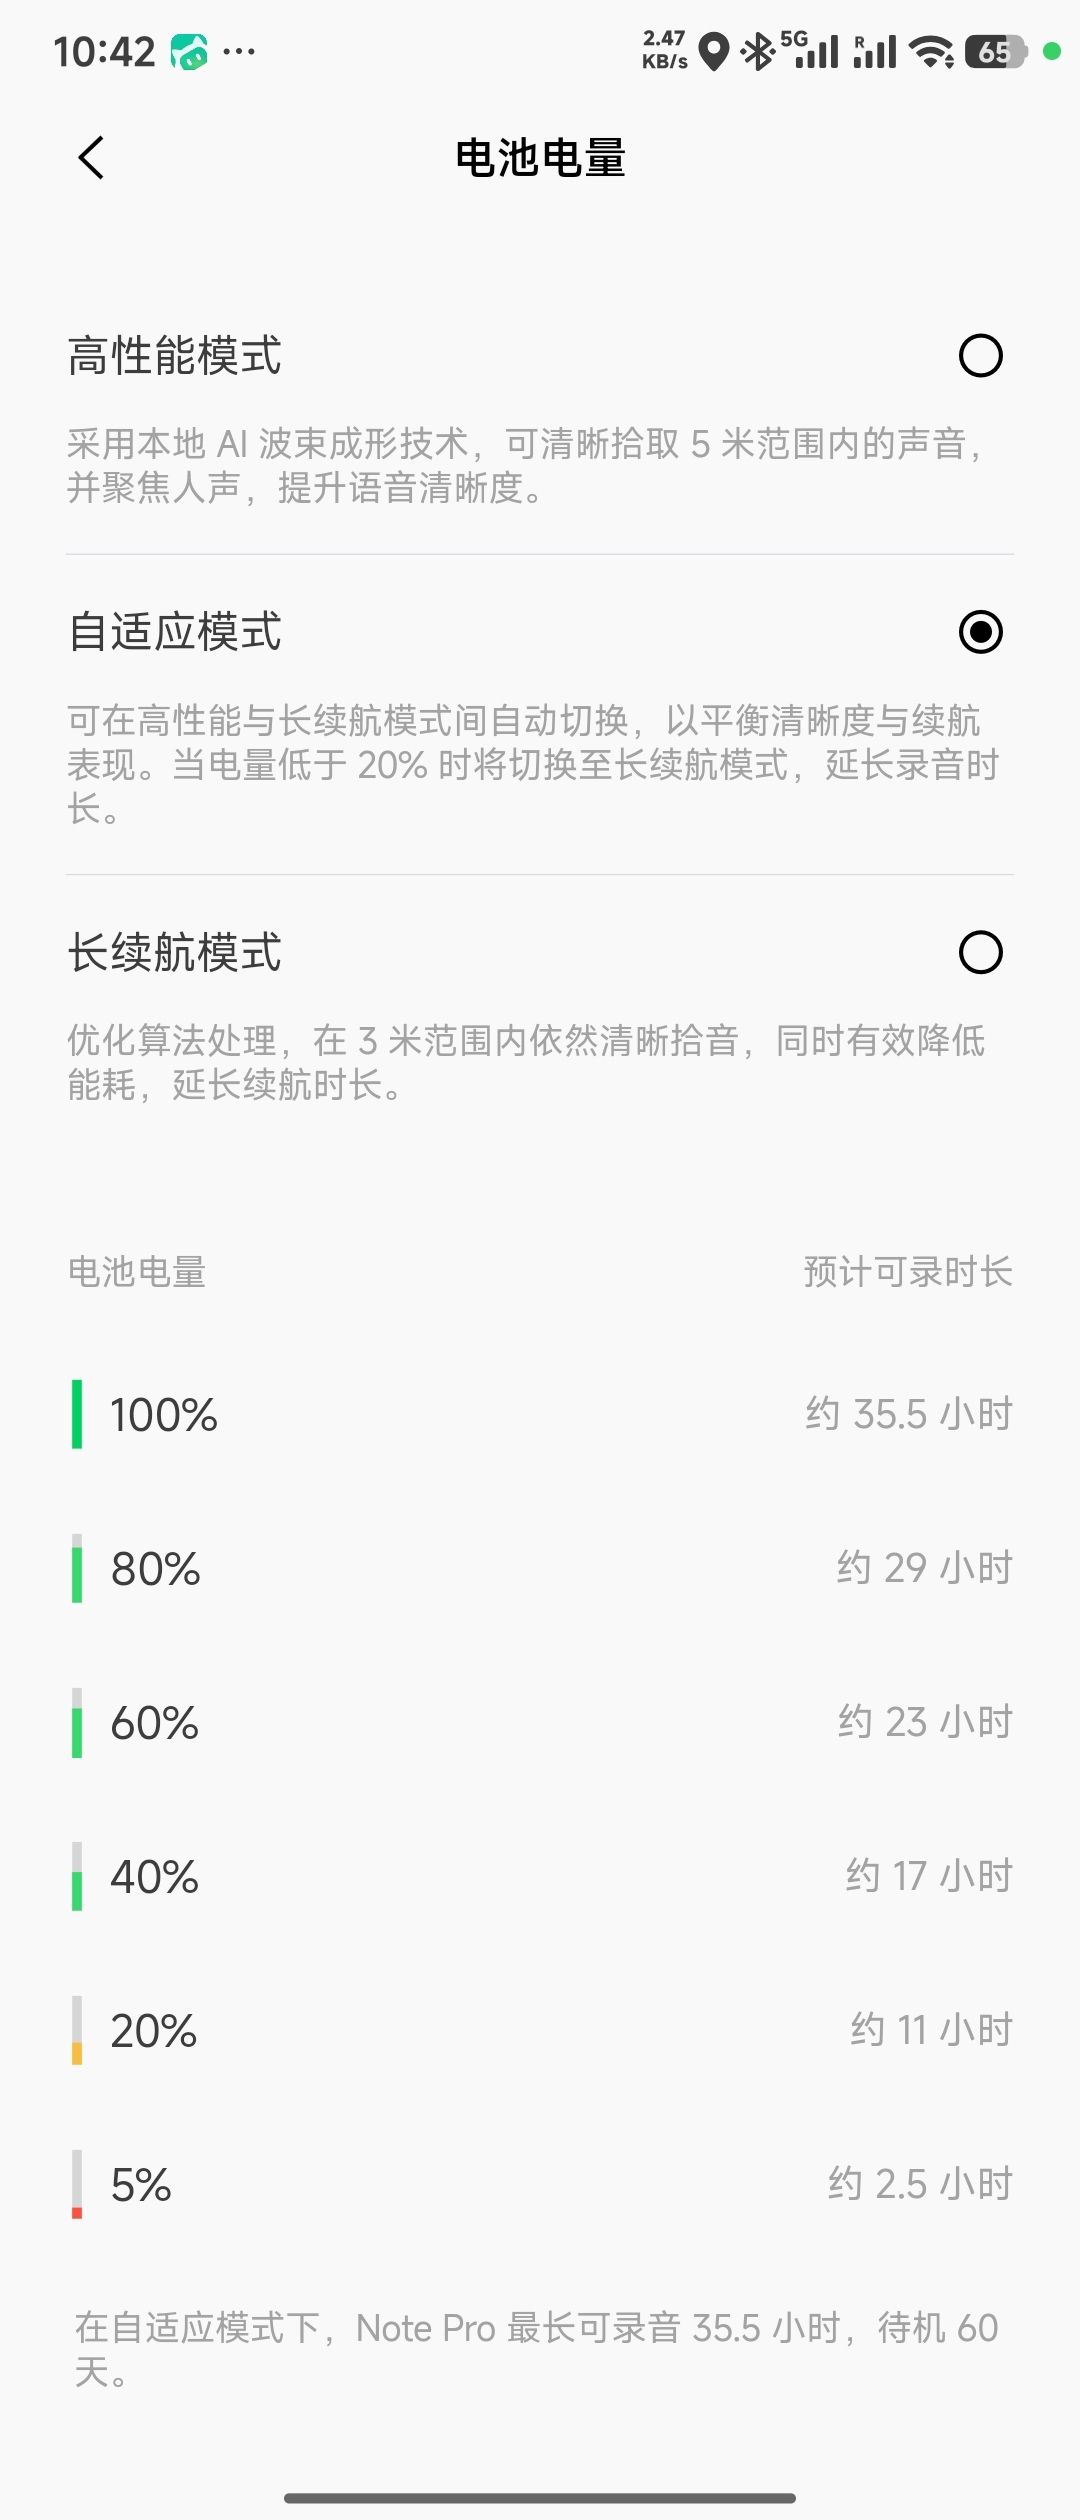 10:42 ... 2.47 KB/s 5G R 65
电池电量
高性能模式
采用本地 AI 波束成形技术，可清晰拾取 5 米范围内的声音，
并聚焦人声，提升语音清晰度。
自适应模式
可在高性能与长续航模式间自动切换，以平衡清晰度与续航
表现。当电量低于 20% 时将切换至长续航模式，延长录音时
长。
长续航模式
优化算法处理，在 3 米范围内依然清晰拾音，同时有效降低
能耗，延长续航时长。
电池电量 预计可录时长
100% 约 35.5 小时
80% 约 29 小时
60% 约 23 小时
40% 约 17 小时
20% 约 11 小时
5% 约 2.5 小时
在自适应模式下，Note Pro 最长可录音 35.5 小时，待机 60
天。